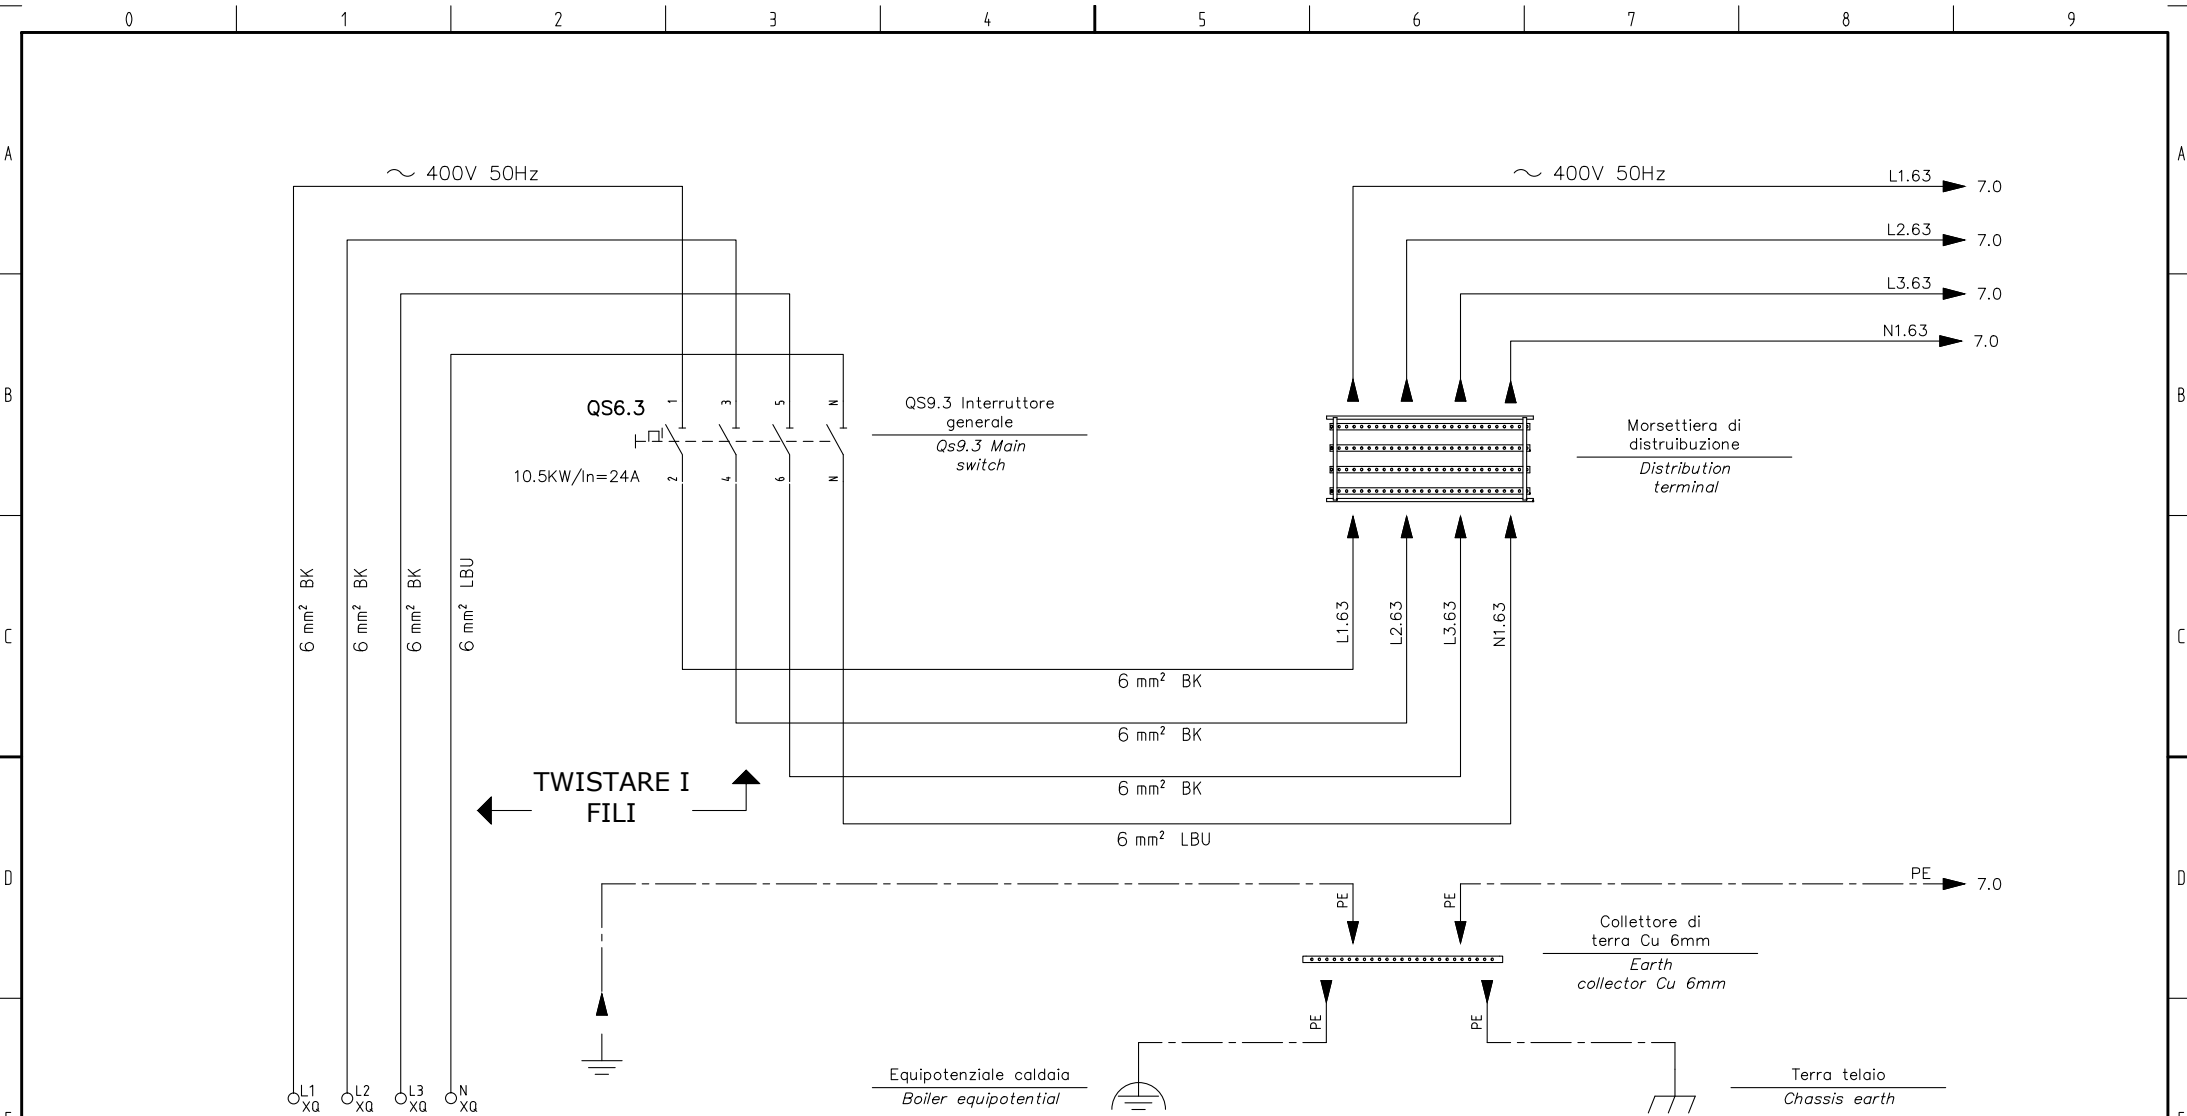 0 1 2 3 4 5 6 7 8 9
A A
400V 50Hz
400V 50Hz
L1.63 7.0
L2.63 7.0
L3.63 7.0
N1.63 7.0
B B
QS6.3
1 3 5 N
10.5KW/In=24A
2 4 6 N
QS9.3 Interruttore
generale
Qs9.3 Main
switch
Morsettiera di
distruibuzione
Distribution
terminal
C C
6 mm² BK
6 mm² BK
6 mm² BK
6 mm² LBU
L1.63
L2.63
L3.63
N1.63
6 mm² BK
6 mm² BK
6 mm² BK
6 mm² LBU
TWISTARE I
FILI
D D
PE
PE
PE 7.0
Collettore di
terra Cu 6mm
Earth
collector Cu 6mm
PE
PE
Equipotenziale caldaia
Boiler equipotential
Terra telaio
Chassis earth
L1
XQ
L2
XQ
L3
XQ
N
XQ